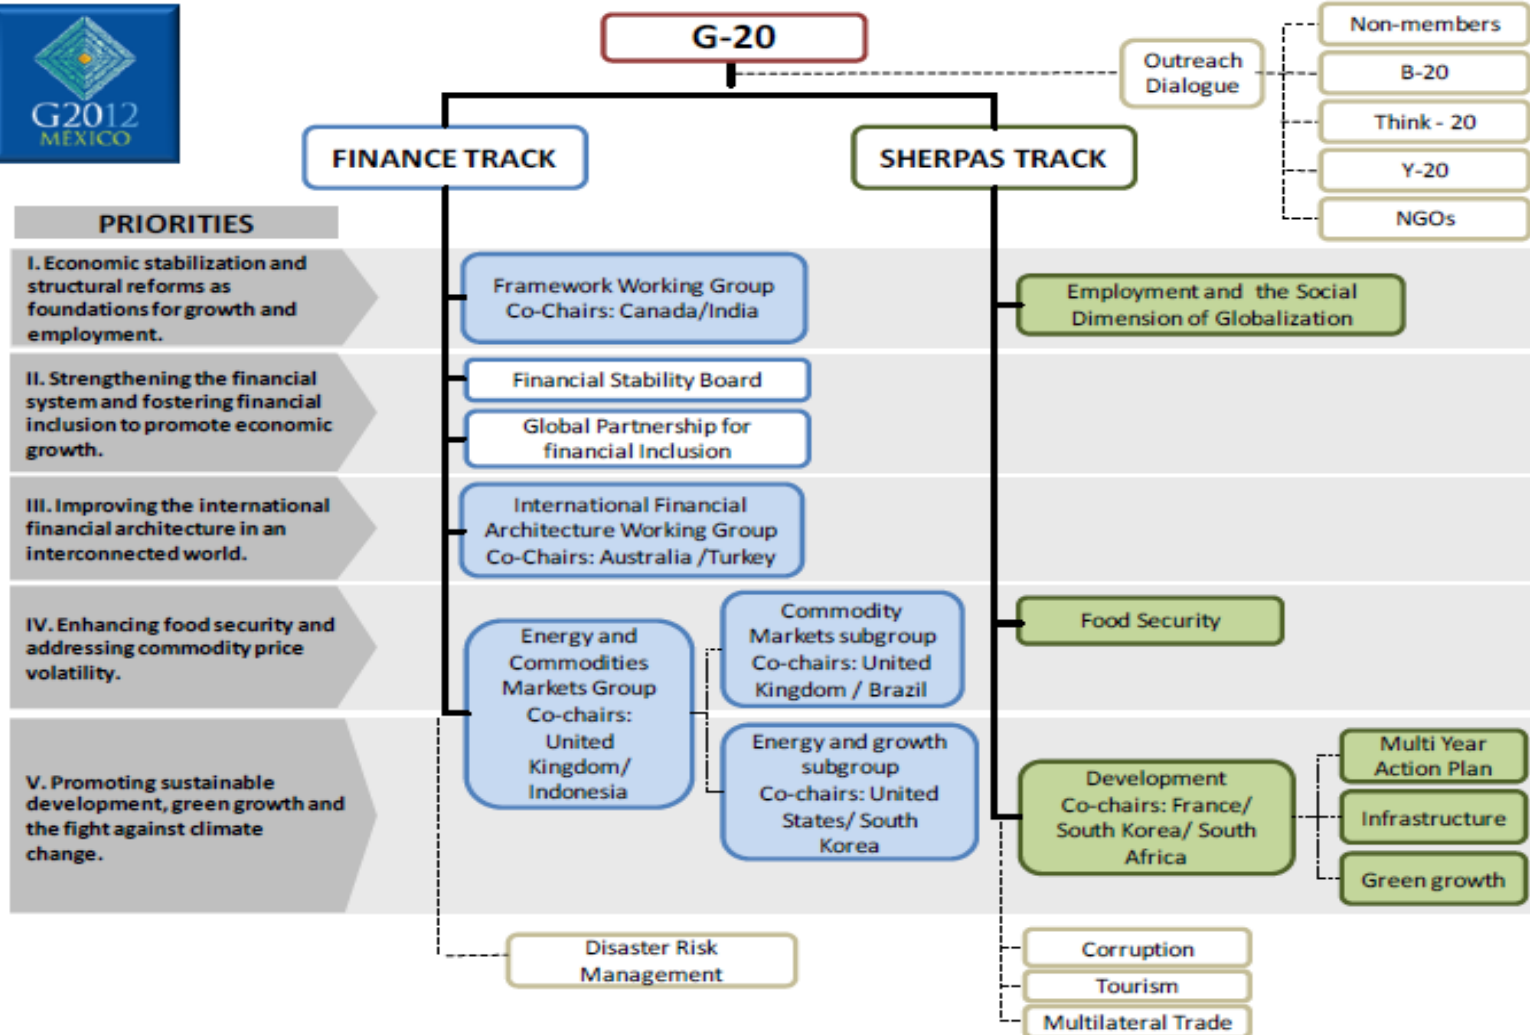 G2012
MÉXICO
G-20
Outreach
Dialogue
Non-members
B-20
Think - 20
Y-20
NGOs
FINANCE TRACK
SHERPAS TRACK
PRIORITIES
I. Economic stabilization and
structural reforms as
foundations for growth and
employment.
Framework Working Group
Co-Chairs: Canada/India
Employment and the Social
Dimension of Globalization
II. Strengthening the financial
system and fostering financial
inclusion to promote economic
growth.
Financial Stability Board
Global Partnership for
financial Inclusion
III. Improving the international
financial architecture in an
interconnected world.
International Financial
Architecture Working Group
Co-Chairs: Australia /Turkey
IV. Enhancing food security and
addressing commodity price
volatility.
Energy and
Commodities
Markets Group
Co-chairs:
United
Kingdom/
Indonesia
Commodity
Markets subgroup
Co-chairs: United
Kingdom / Brazil
Food Security
V. Promoting sustainable
development, green growth and
the fight against climate
change.
Energy and growth
subgroup
Co-chairs: United
States/ South
Korea
Development
Co-chairs: France/
South Korea/ South
Africa
Multi Year
Action Plan
Infrastructure
Green growth
Disaster Risk
Management
Corruption
Tourism
Multilateral Trade